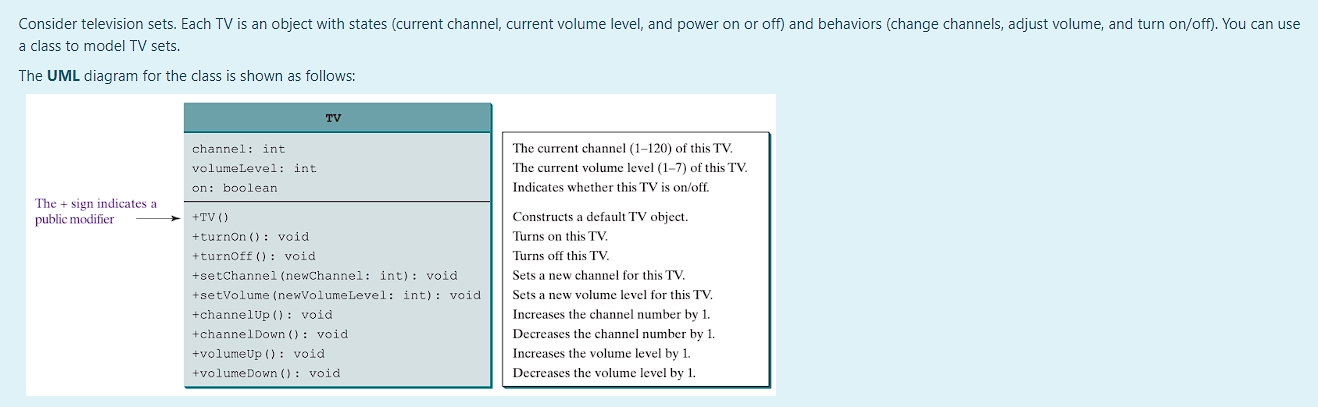 Consider television sets. Each TV is an object with states (current channel, current volume level, and power on or off) and behaviors (change channels, adjust volume, and turn on/off). You can use
a class to model TV sets.
The UML diagram for the class is shown as follows:
TV
channel: int
The current channel (1–120) of this TV.
volumeLevel: int
The current volume level (1–7) of this TV.
on: boolean
Indicates whether this TV is on/off.
The + sign indicates a
public modifier
+TV()
Constructs a default TV object.
+turnOn(): void
Turns on this TV.
+turnOff(): void
Turns off this TV.
+setChannel(newChannel: int): void
Sets a new channel for this TV.
+setVolume(newVolumeLevel: int): void
Sets a new volume level for this TV.
+channelUp(): void
Increases the channel number by 1.
+channelDown(): void
Decreases the channel number by 1.
+volumeUp(): void
Increases the volume level by 1.
+volumeDown(): void
Decreases the volume level by 1.